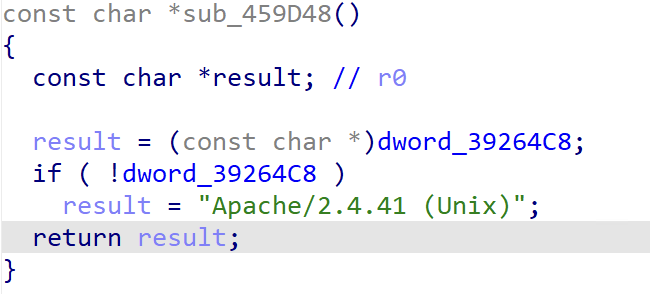 const char *sub_459D48()
{
const char *result; // r0
result = (const char *)dword_39264C8;
if ( !dword_39264C8 )
result = "Apache/2.4.41 (Unix)";
return result;
}